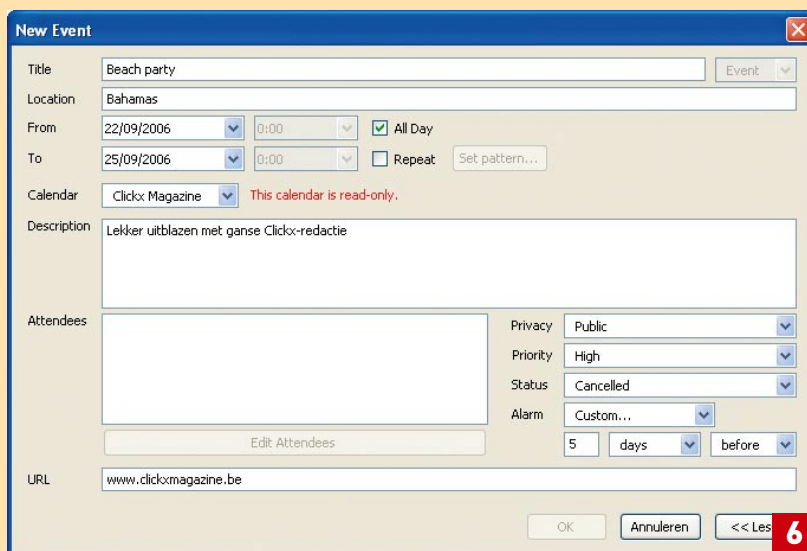 New Event
Title Beach party Event
Location Bahamas
From 22/09/2006 0:00 All Day
To 25/09/2006 0:00 Repeat Set pattern...
Calendar Clickx Magazine This calendar is read-only.
Description Lekker uitblazen met ganse Clickx-redactie
Attendees
Privacy Public
Priority High
Status Cancelled
Alarm Custom...
Edit Attendees 5 days before
URL www.clickxmagazine.be
OK Annuleren << Les
6